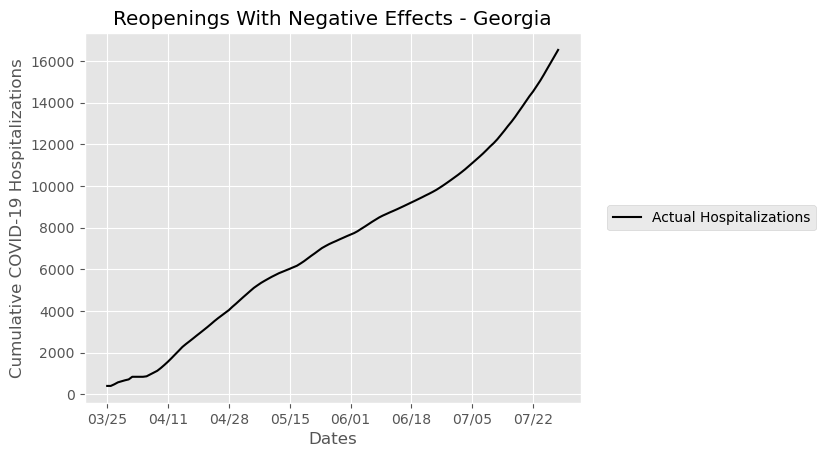 Reopenings With Negative Effects - Georgia
Cumulative COVID-19 Hospitalizations
16000
14000
12000
10000
8000
6000
4000
2000
0
03/25 04/11 04/28 05/15 06/01 06/18 07/05 07/22
Dates
Actual Hospitalizations